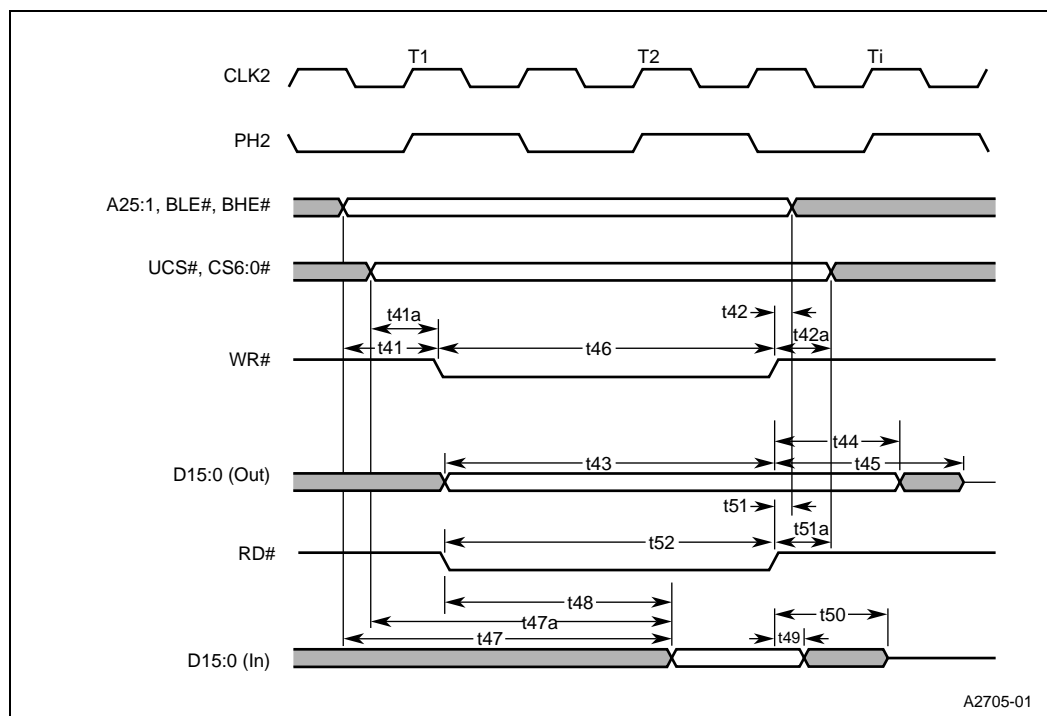 T1 T2 Ti
CLK2
PH2
A25:1, BLE#, BHE#
UCS#, CS6:0#
t41a t42
t41 t46 t42a
WR#
t44
t43 t45
D15:0 (Out)
t51
t52 t51a
RD#
t48 t50
t47a
t47 t49
D15:0 (In)
A2705-01